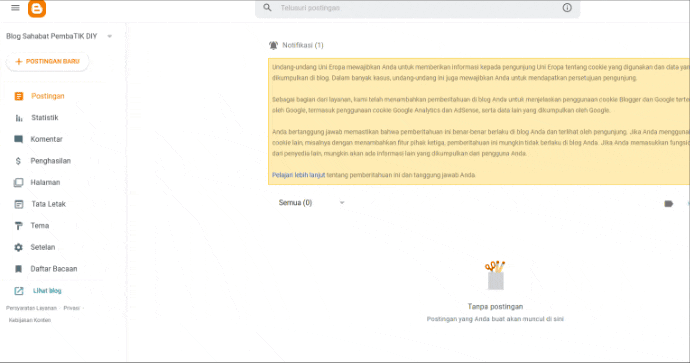 Telusuri postingan
Blog Sahabat PembaTIK DIY
+ POSTINGAN BARU
Postingan
Statistik
Komentar
Penghasilan
Halaman
Tata Letak
Tema
Setelan
Daftar Bacaan
Lihat blog
Persyaratan Layanan · Privasi ·
Kebijakan Konten
Notifikasi (1)
Undang-undang Uni Eropa mewajibkan Anda untuk memberikan informasi kepada pengunjung Uni Eropa tentang cookie yang digunakan dan data yan
dikumpulkan di blog. Dalam banyak kasus, undang-undang ini juga mewajibkan Anda untuk mendapatkan persetujuan pengunjung.
Sebagai bagian dari layanan, kami telah menambahkan pemberitahuan di blog Anda untuk menjelaskan penggunaan cookie Blogger dan Google terte
oleh Google, termasuk penggunaan cookie Google Analytics dan AdSense, serta data lain yang dikumpulkan oleh Google.
Anda bertanggung jawab memastikan bahwa pemberitahuan ini benar-benar berlaku di blog Anda dan terlihat oleh pengunjung. Jika Anda mengguna
cookie lain, misalnya dengan menambahkan fitur pihak ketiga, pemberitahuan ini mungkin tidak berlaku di blog Anda. Jika Anda memasukkan fungsio
dari penyedia lain, mungkin akan ada informasi lain yang dikumpulkan dari pengguna Anda.
Pelajari lebih lanjut tentang pemberitahuan ini dan tanggung jawab Anda.
Semua (0)
Tanpa postingan
Postingan yang Anda buat akan muncul di sini